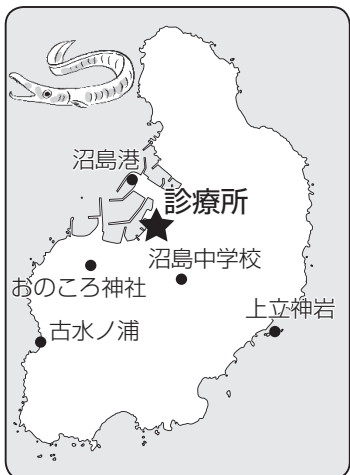 沼島港
診療所
沼島中学校
おのころ神社
上立神岩
古水ノ浦